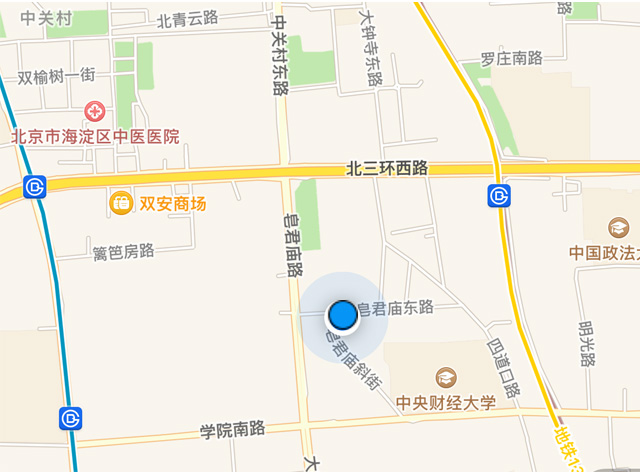 中关村
北青云路
中关村东路
大钟寺东路
路
罗庄南路
双榆树一街
北京市海淀区中医医院
北三环西路
双安商场
皂君庙路
篱笆房路
中国政法大
皂君庙东路
皂君庙斜街
四道口路
明光路
中央财经大学
学院南路
大
地铁13